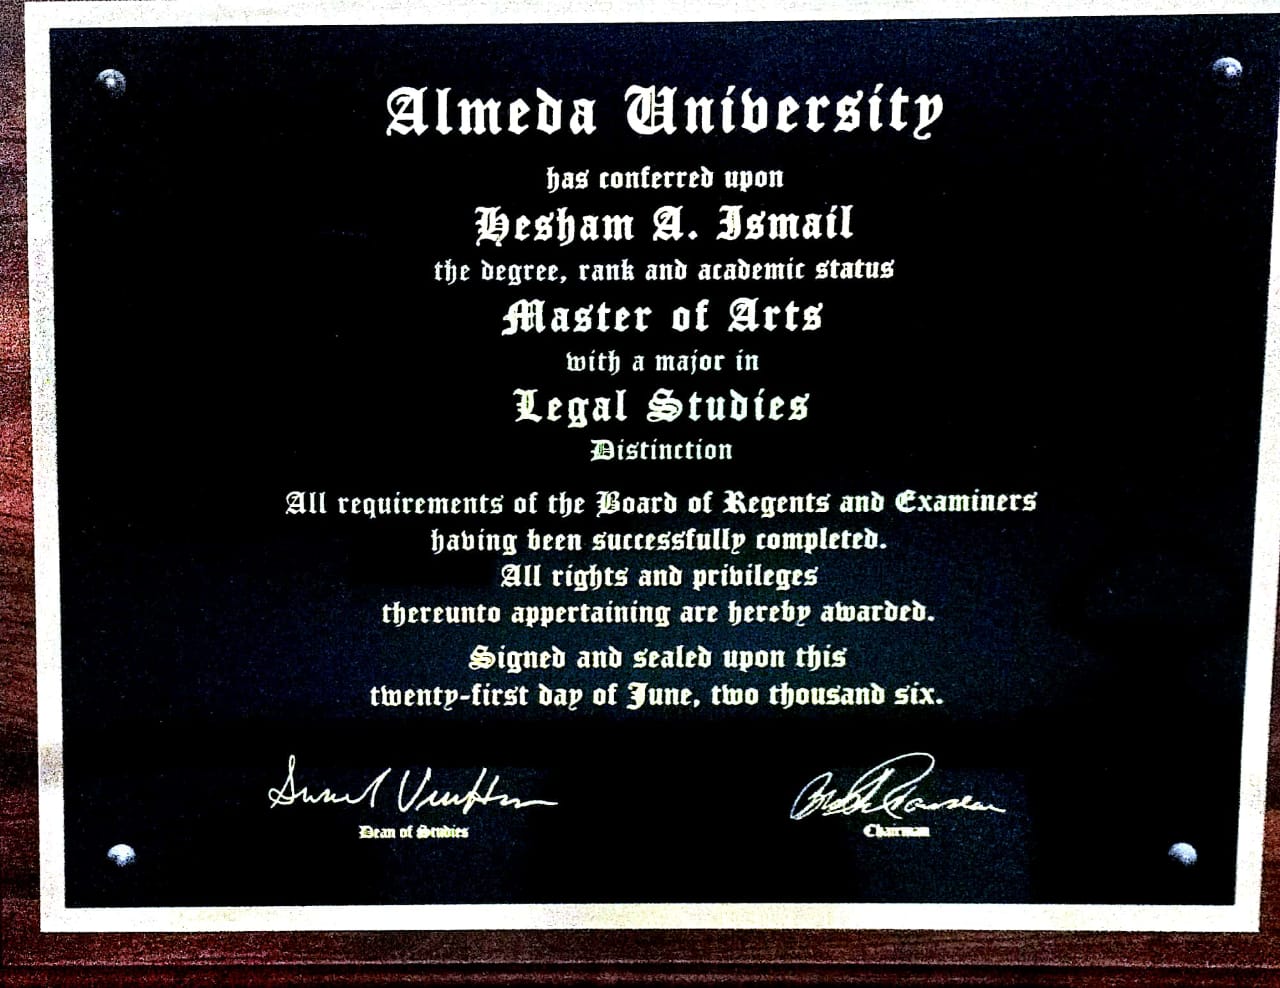 Almeda University
has conferred upon
Hesham A. Ismail
the degree, rank and academic status
Master of Arts
with a major in
Legal Studies
Distinction
All requirements of the Board of Regents and Examiners
having been successfully completed.
All rights and privileges
thereunto appertaining are hereby awarded.
Signed and sealed upon this
twenty-first day of June, two thousand six.
Dean of Studies
Chairman